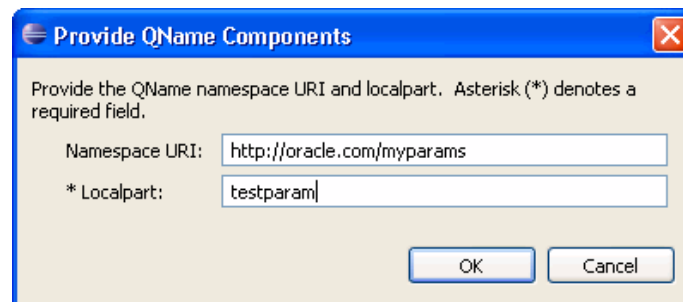 Provide QName Components
Provide the QName namespace URI and localpart.  Asterisk (*) denotes a
required field.
Namespace URI: http://oracle.com/myparams
* Localpart: testparam
OK Cancel